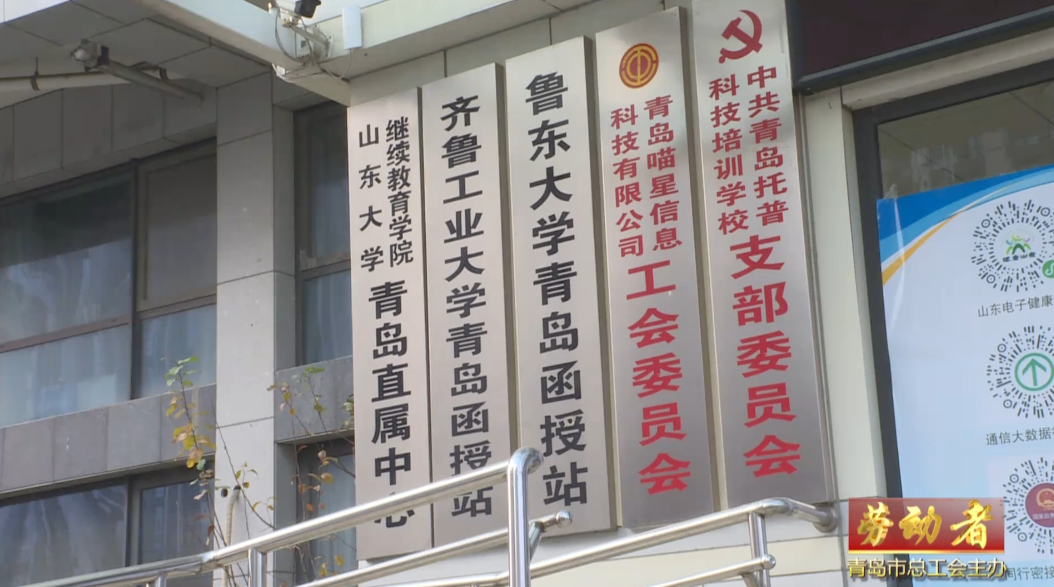 山东大学
继续教育学院
青岛直属中心
齐鲁工业大学青岛函授站
鲁东大学青岛函授站
青岛喵星信息
科技有限公司
工会委员会
中共青岛托普
科技培训学校
支部委员会
山东电子健康
通信大数据
同行密接
劳动者
青岛市总工会主办